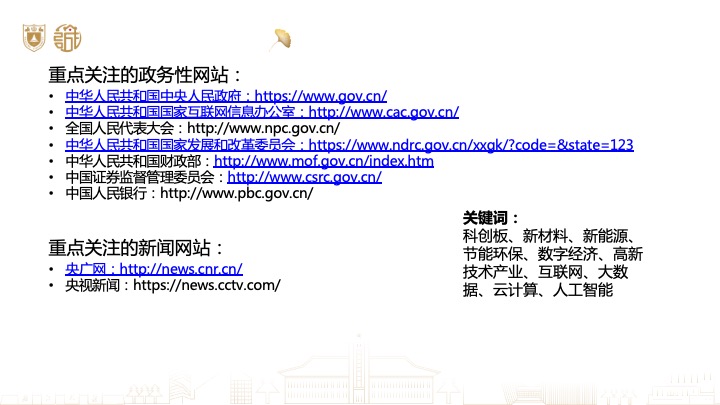 重点关注的政务性网站：
• 中华人民共和国中央人民政府：https://www.gov.cn/
• 中华人民共和国国家互联网信息办公室：http://www.cac.gov.cn/
• 全国人民代表大会：http://www.npc.gov.cn/
• 中华人民共和国国家发展和改革委员会：https://www.ndrc.gov.cn/xxgk/?code=&state=123
• 中华人民共和国财政部：http://www.mof.gov.cn/index.htm
• 中国证券监督管理委员会：http://www.csrc.gov.cn/
• 中国人民银行：http://www.pbc.gov.cn/
重点关注的新闻网站：
• 央广网：http://news.cnr.cn/
• 央视新闻：https://news.cctv.com/
关键词：
科创板、新材料、新能源、
节能环保、数字经济、高新
技术产业、互联网、大数
据、云计算、人工智能